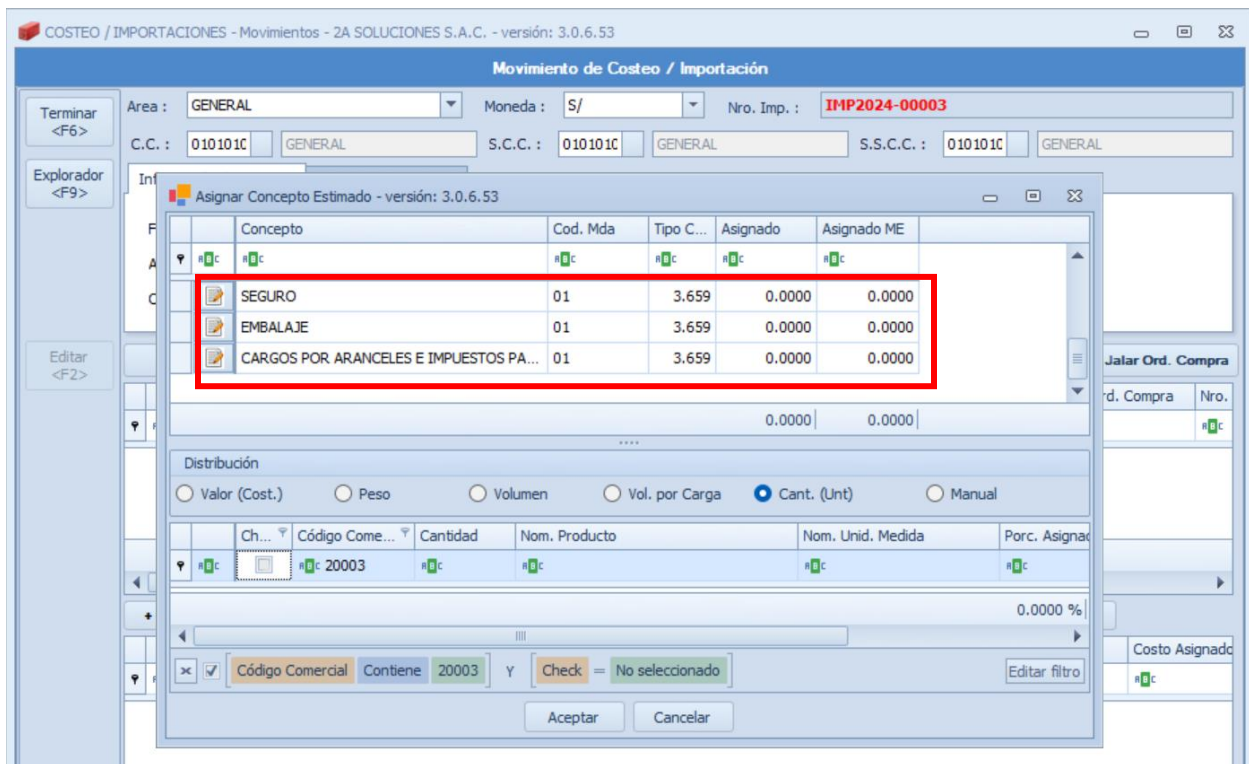 COSTEO / IMPORTACIONES - Movimientos - 2A SOLUCIONES S.A.C. - versión: 3.0.6.53
Movimiento de Costeo / Importación
Terminar
<F6>
Area : GENERAL Moneda : S/ Nro. Imp. : IMP2024-00003
C.C. : 010101C GENERAL S.C.C. : 010101C GENERAL S.S.C.C. : 010101C GENERAL
Explorador
<F9>
Inf
Asignar Concepto Estimado - versión: 3.0.6.53
Concepto Cod. Mda Tipo C... Asignado Asignado ME
SEGURO 01 3.659 0.0000 0.0000
EMBALAJE 01 3.659 0.0000 0.0000
CARGOS POR ARANCELES E IMPUESTOS PA... 01 3.659 0.0000 0.0000
0.0000 0.0000
Editar
<F2>
Jalar Ord. Compra
rd. Compra Nro.
Distribución
Valor (Cost.) Peso Volumen Vol. por Carga Cant. (Unt) Manual
Ch... Código Come... Cantidad Nom. Producto Nom. Unid. Medida Porc. Asignad
20003
0.0000 %
Código Comercial Contiene 20003 Y Check = No seleccionado Editar filtro
Costo Asignado
Aceptar Cancelar